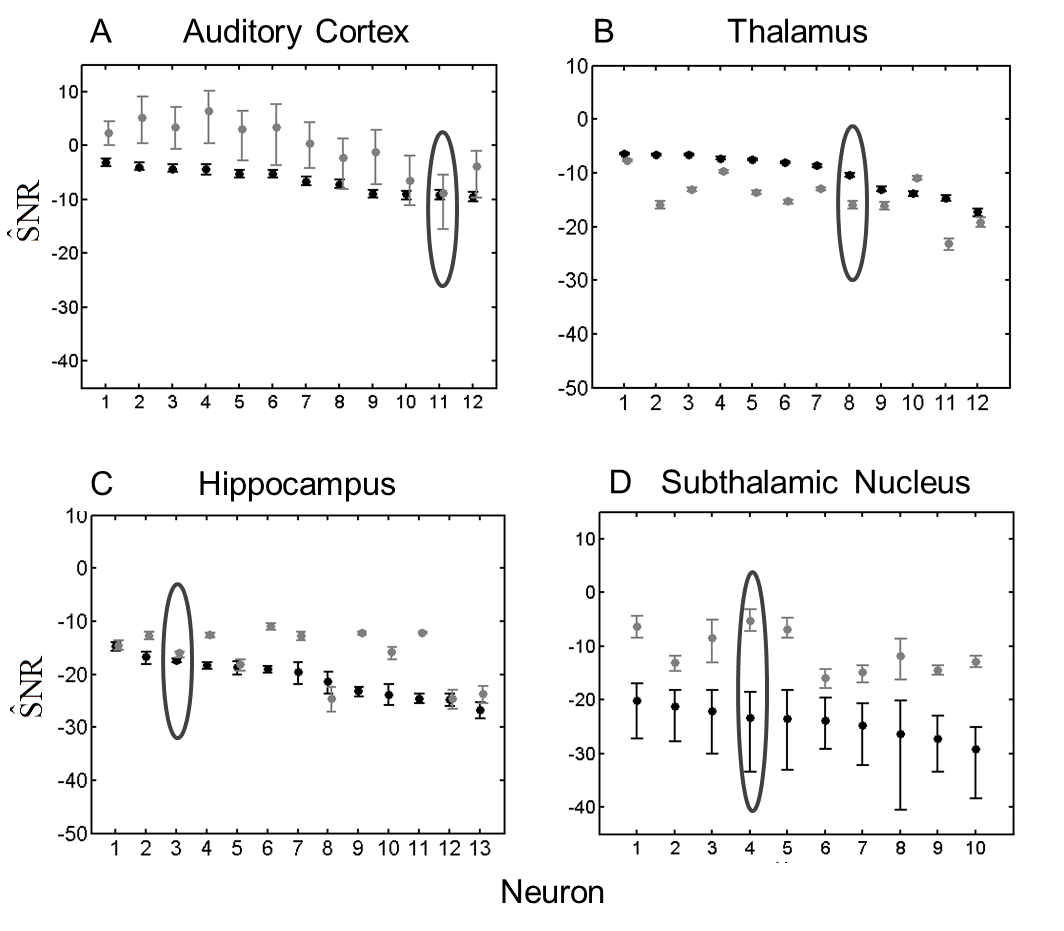 A Auditory Cortex
B Thalamus
10
0
-10
-20
-30
-40
ŜNR
1 2 3 4 5 6 7 8 9 10 11 12
10
0
-10
-20
-30
-40
-50
1 2 3 4 5 6 7 8 9 10 11 12
C Hippocampus
D Subthalamic Nucleus
10
0
-10
-20
-30
-40
-50
ŜNR
1 2 3 4 5 6 7 8 9 10 11 12 13
10
0
-10
-20
-30
-40
1 2 3 4 5 6 7 8 9 10
Neuron